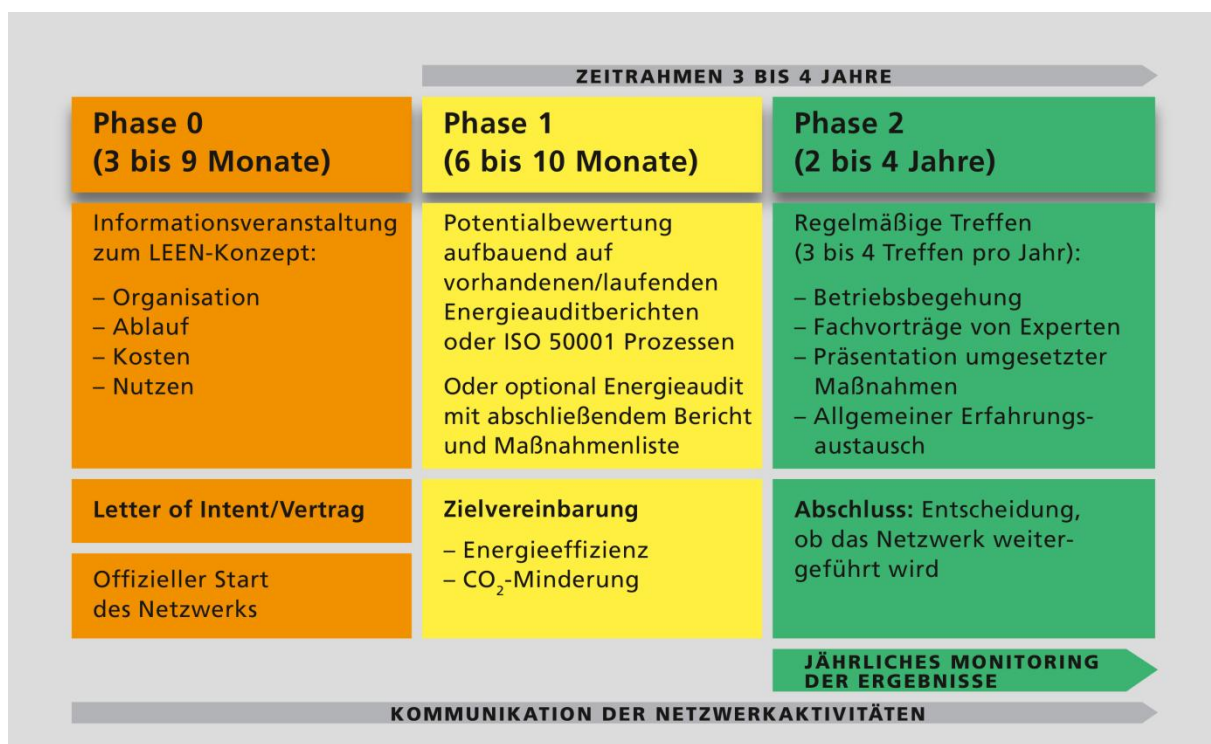 ZEITRAHMEN 3 BIS 4 JAHRE
Phase 0
(3 bis 9 Monate)
Informationsveranstaltung
zum LEEN-Konzept:
– Organisation
– Ablauf
– Kosten
– Nutzen
Letter of Intent/Vertrag
Offizieller Start
des Netzwerks
Phase 1
(6 bis 10 Monate)
Potentialbewertung
aufbauend auf
vorhandenen/laufenden
Energieauditberichten
oder ISO 50001 Prozessen
Oder optional Energieaudit
mit abschließendem Bericht
und Maßnahmenliste
Zielvereinbarung
– Energieeffizienz
– CO₂-Minderung
Phase 2
(2 bis 4 Jahre)
Regelmäßige Treffen
(3 bis 4 Treffen pro Jahr):
– Betriebsbegehung
– Fachvorträge von Experten
– Präsentation umgesetzter
Maßnahmen
– Allgemeiner Erfahrungs-
austausch
Abschluss: Entscheidung,
ob das Netzwerk weiter-
geführt wird
JÄHRLICHES MONITORING
DER ERGEBNISSE
KOMMUNIKATION DER NETZWERKAKTIVITÄTEN